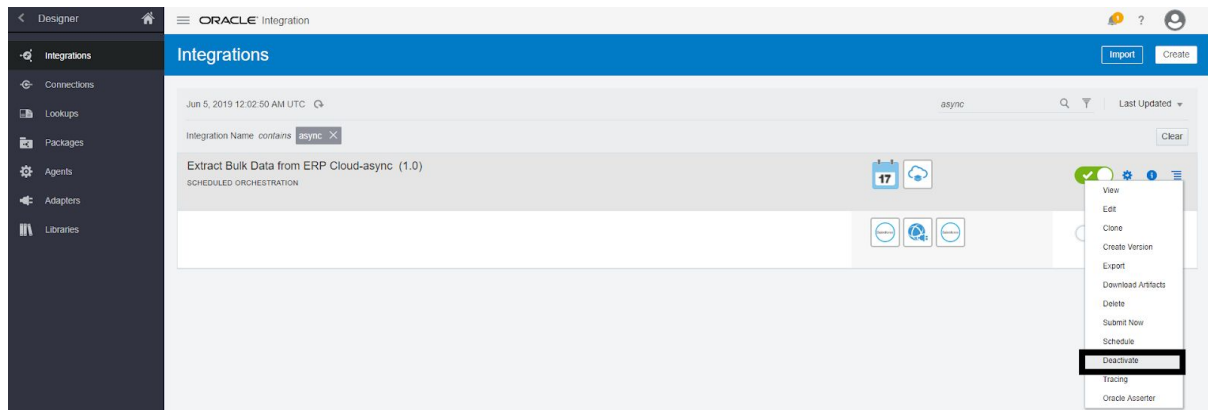 Designer
ORACLE Integration
1
?
Integrations
Connections
Lookups
Packages
Agents
Adapters
Libraries
Integrations
Import
Create
Jun 5, 2019 12:02:50 AM UTC
async
Last Updated
Integration Name contains async
Clear
Extract Bulk Data from ERP Cloud-async (1.0)
SCHEDULED ORCHESTRATION
17
View
Edit
Clone
Create Version
Export
Download Artifacts
Delete
Submit Now
Schedule
Deactivate
Tracing
Oracle Asserter